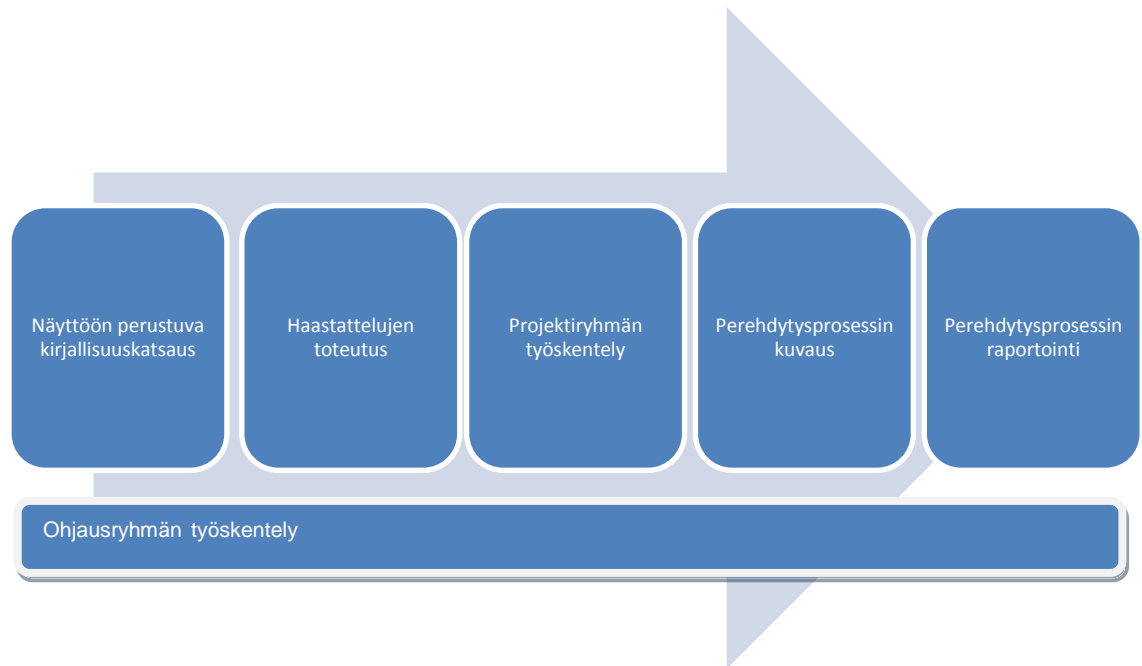 Näyttöön perustuva
kirjallisuuskatsaus
Haastattelujen
toteutus
Projektiryhmän
työskentely
Perehdytysprosessin
kuvaus
Perehdytysprosessin
raportointi
Ohjausryhmän työskentely